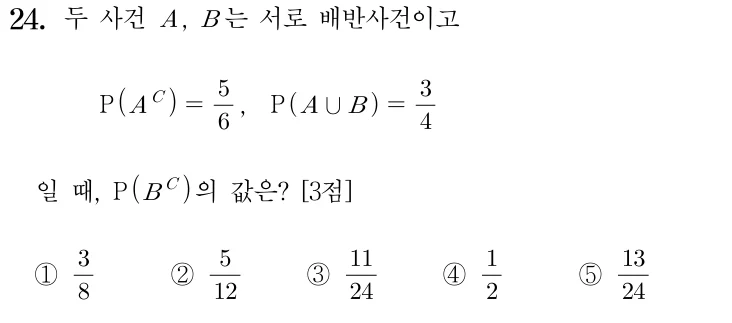 24. 두 사건 A, B는 서로 배반사건이고
P(A^C) = 5/6, P(A∪B) = 3/4
일 때, P(B^C)의 값은? [3점]
① 3/8 ② 5/12 ③ 11/24 ④ 1/2 ⑤ 13/24